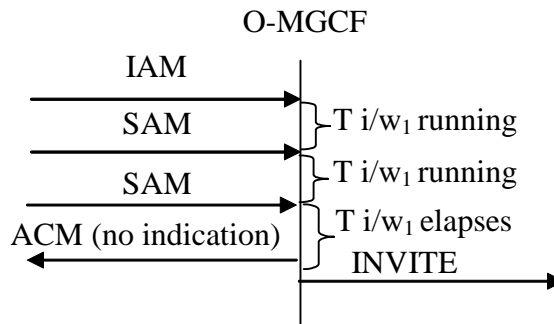 O-MGCF
IAM
T i/w1 running
SAM
T i/w1 running
SAM
T i/w1 elapses
ACM (no indication)
INVITE